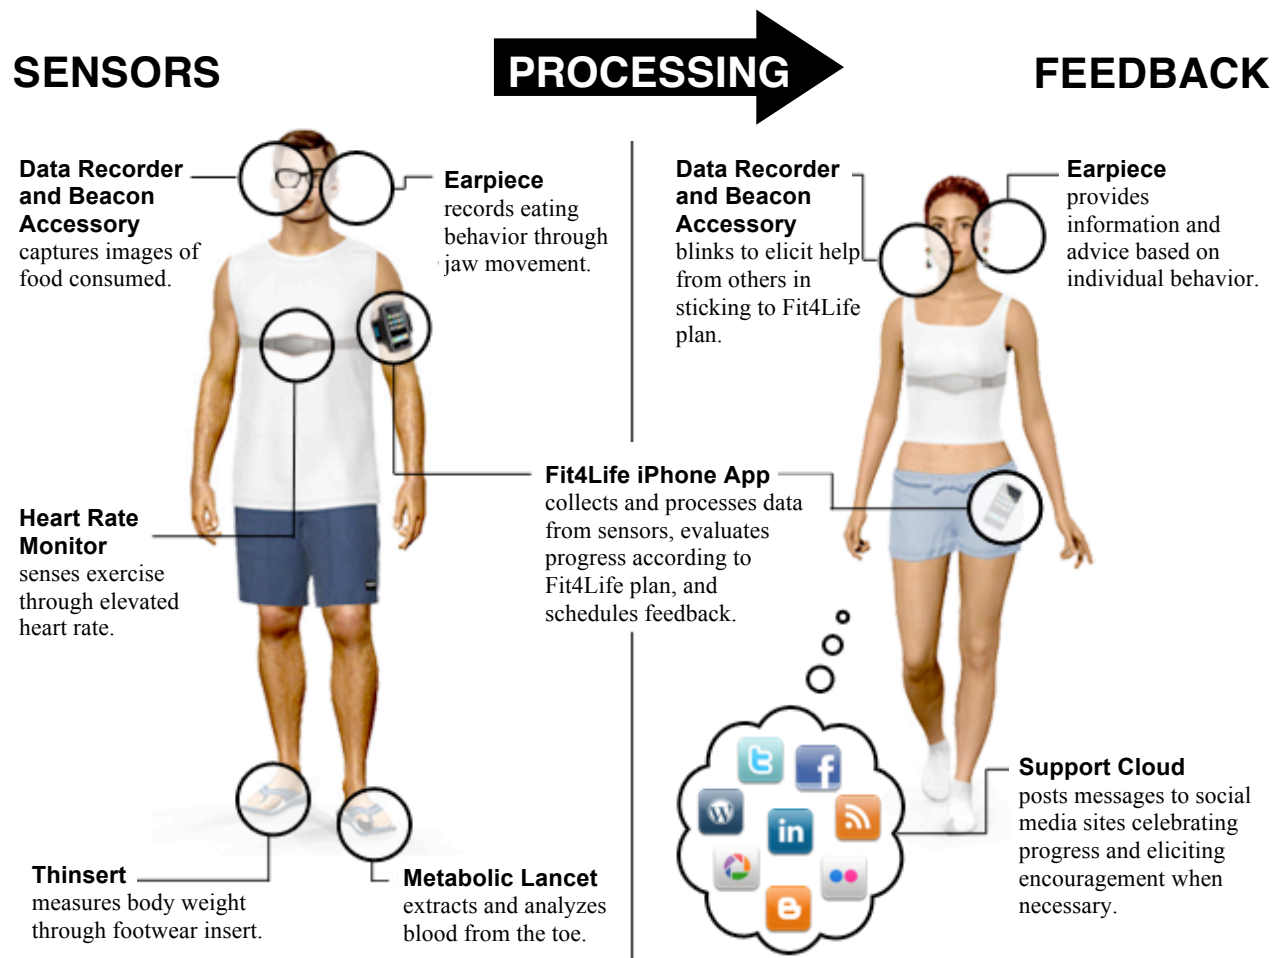 SENSORS
PROCESSING
FEEDBACK
Data Recorder
and Beacon
Accessory
captures images of
food consumed.
Earpiece
records eating
behavior through
jaw movement.
Heart Rate
Monitor
senses exercise
through elevated
heart rate.
Thinsert
measures body weight
through footwear insert.
Metabolic Lancet
extracts and analyzes
blood from the toe.
Fit4Life iPhone App
collects and processes data
from sensors, evaluates
progress according to
Fit4Life plan, and
schedules feedback.
Data Recorder
and Beacon
Accessory
blinks to elicit help
from others in
sticking to Fit4Life
plan.
Earpiece
provides
information and
advice based on
individual behavior.
Support Cloud
posts messages to social
media sites celebrating
progress and eliciting
encouragement when
necessary.
t
f
W
in
B